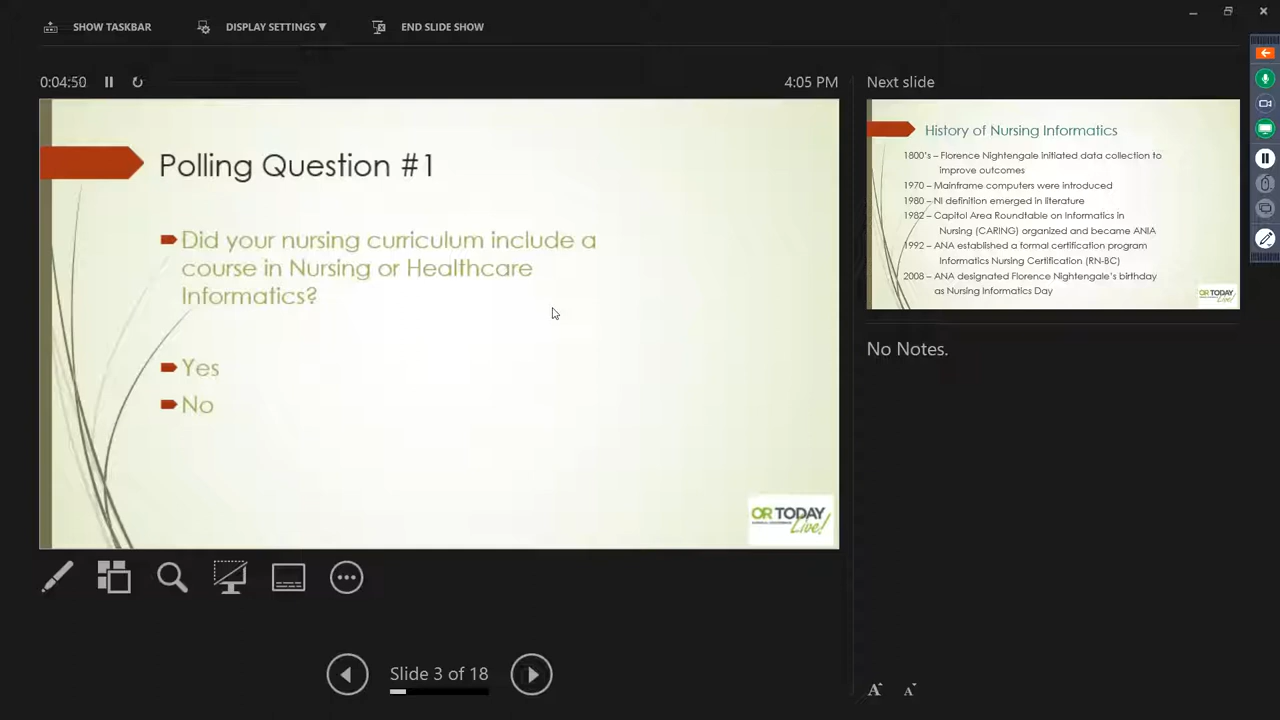 SHOW TASKBAR
DISPLAY SETTINGS ▼
END SLIDE SHOW
0:04:50
4:05 PM
Polling Question #1
Did your nursing curriculum include a
course in Nursing or Healthcare
Informatics?
Yes
No
OR TODAY
Live!
Slide 3 of 18
Next slide
History of Nursing Informatics
1800's – Florence Nightingale initiated data collection to
improve outcomes
1970 – Mainframe computers were introduced
1980 – NI definition emerged in literature
1982 – Capitol Area Roundtable on Informatics in
Nursing (CARING) organized and became ANIA
1992 – ANA established a formal certification program
Informatics Nursing Certification (RN-BC)
2008 – ANA designated Florence Nightingale's birthday
as Nursing Informatics Day
OR TODAY
Live!
No Notes.
A A